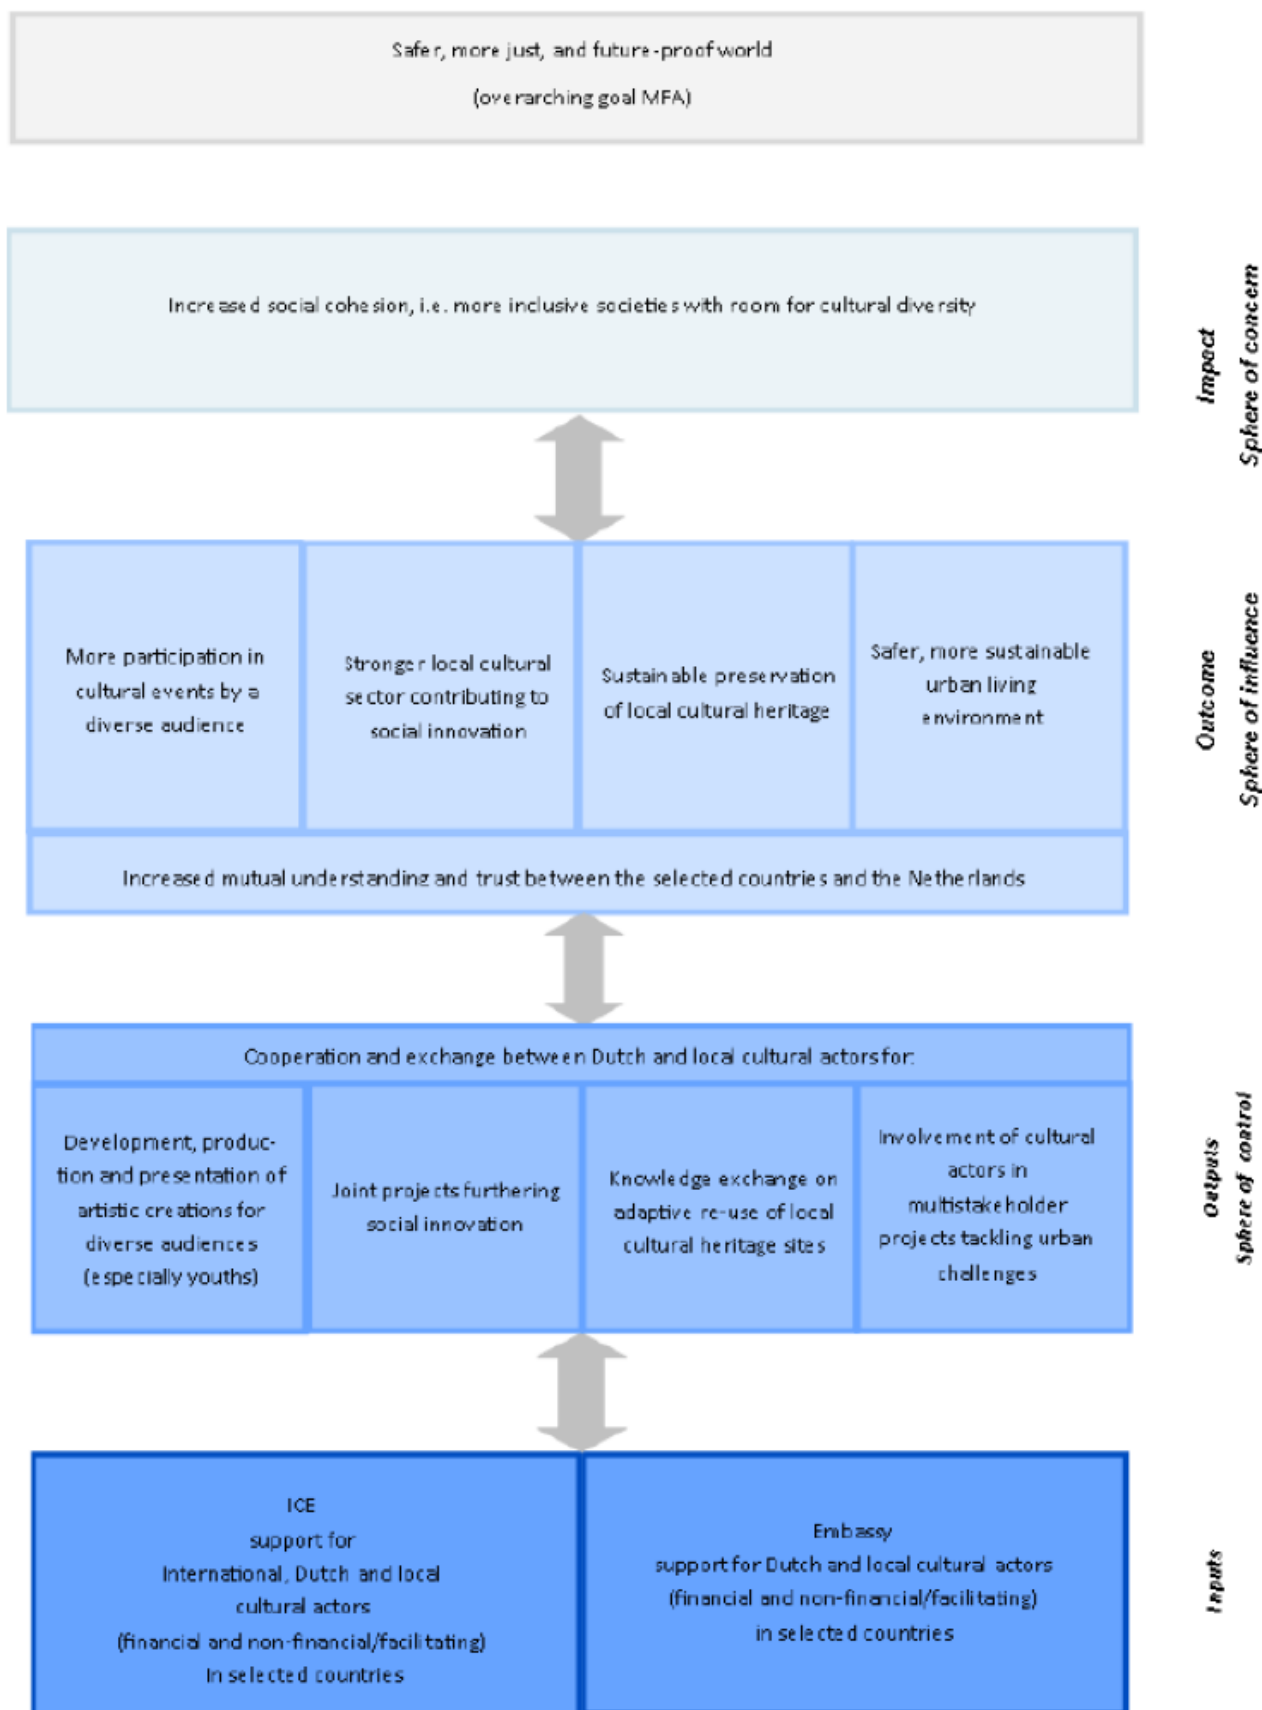 Safer, more just, and future-proof world
(overarching goal MFA)
Increased social cohesion, i.e. more inclusive societies with room for cultural diversity
Impact
Sphere of concern
More participation in
cultural events by a
diverse audience
Stronger local cultural
sector contributing to
social innovation
Sustainable preservation
of local cultural heritage
Safer, more sustainable
urban living
environment
Increased mutual understanding and trust between the selected countries and the Netherlands
Outcome
Sphere of influence
Cooperation and exchange between Dutch and local cultural actors for:
Development, produc-
tion and presentation of
artistic creations for
diverse audiences
(especially youths)
Joint projects furthering
social innovation
Knowledge exchange on
adaptive re-use of local
cultural heritage sites
Involvement of cultural
actors in
multistakeholder
projects tackling urban
challenges
Outputs
Sphere of control
ICE
support for
International, Dutch and local
cultural actors
(financial and non-financial/facilitating)
In selected countries
Embassy
support for Dutch and local cultural actors
(financial and non-financial/facilitating)
in selected countries
Inputs